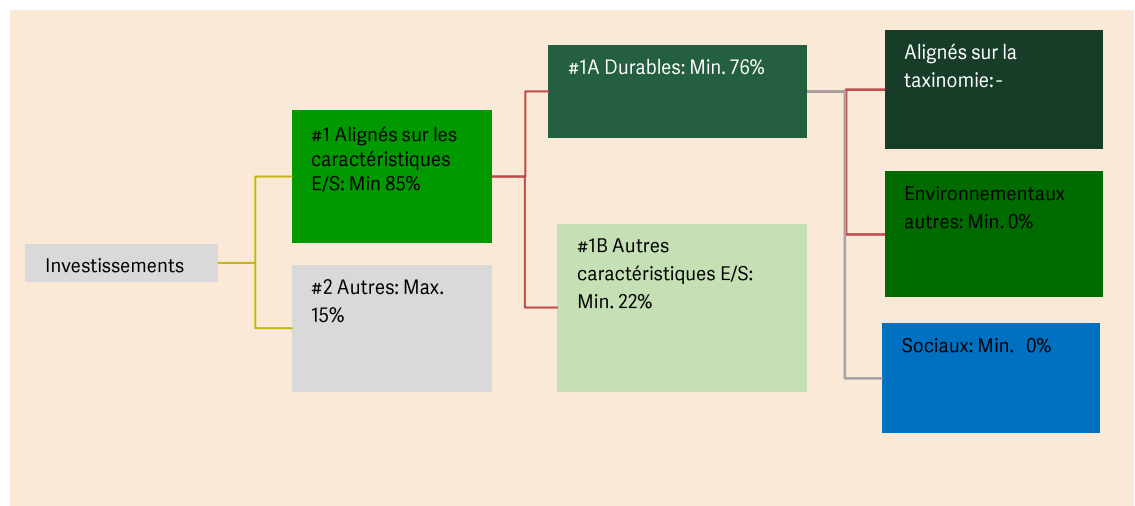 Investissements
#1 Alignés sur les
caractéristiques
E/S: Min 85%
#2 Autres: Max.
15%
#1A Durables: Min. 76%
#1B Autres
caractéristiques E/S:
Min. 22%
Alignés sur la
taxinomie:-
Environnementaux
autres: Min. 0%
Sociaux: Min. 0%